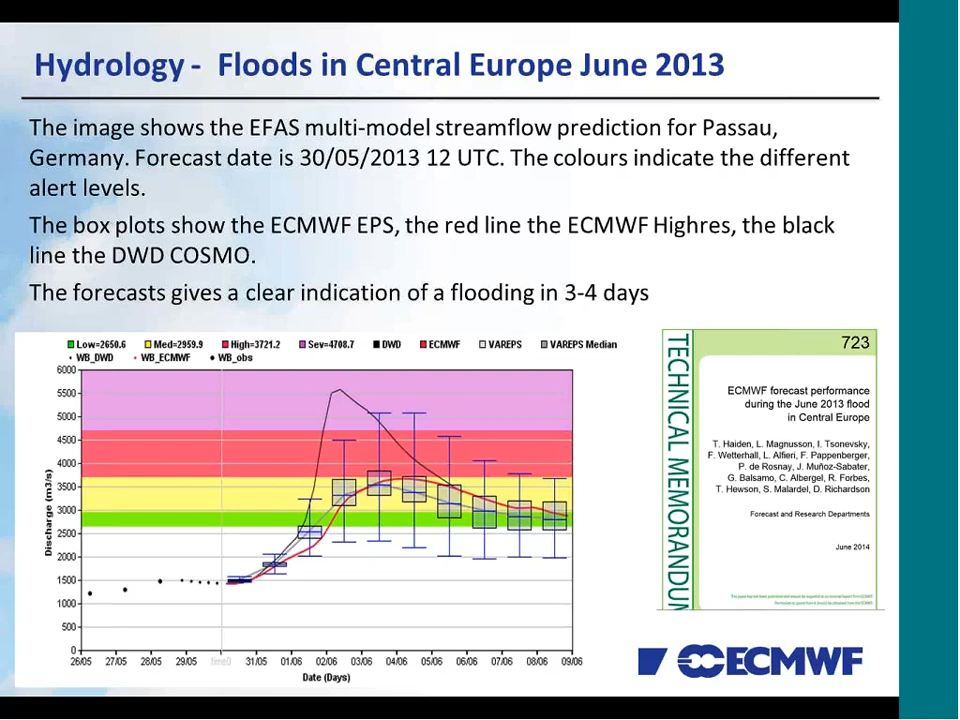 Hydrology - Floods in Central Europe June 2013
The image shows the EFAS multi-model streamflow prediction for Passau,
Germany. Forecast date is 30/05/2013 12 UTC. The colours indicate the different
alert levels.
The box plots show the ECMWF EPS, the red line the ECMWF Highres, the black
line the DWD COSMO.
The forecasts gives a clear indication of a flooding in 3-4 days
Low=2650.6 Med=2959.9 High=3721.2 Sev=4708.7 DWD ECMWF VAREPS VAREPS Median
WB_DWD WB_ECMWF WB_obs
6000
5500
5000
4500
4000
3500
3000
2500
2000
1500
1000
500
0
Discharge (m3/s)
26/05 27/05 28/05 29/05 time0 31/05 01/06 02/06 03/06 04/06 05/06 06/06 07/06 08/06 09/06
Date (Days)
TECHNICAL MEMORANDUM
723
ECMWF forecast performance
during the June 2013 flood
in Central Europe
T. Haiden, L. Magnusson, I. Tsonevsky,
F. Wetterhall, L. Alfieri, F. Pappenberger,
P. de Rosnay, J. Muñoz-Sabater,
G. Balsamo, C. Albergel, R. Forbes,
T. Hewson, S. Malardel, D. Richardson
Forecast and Research Departments
June 2014
ECMWF